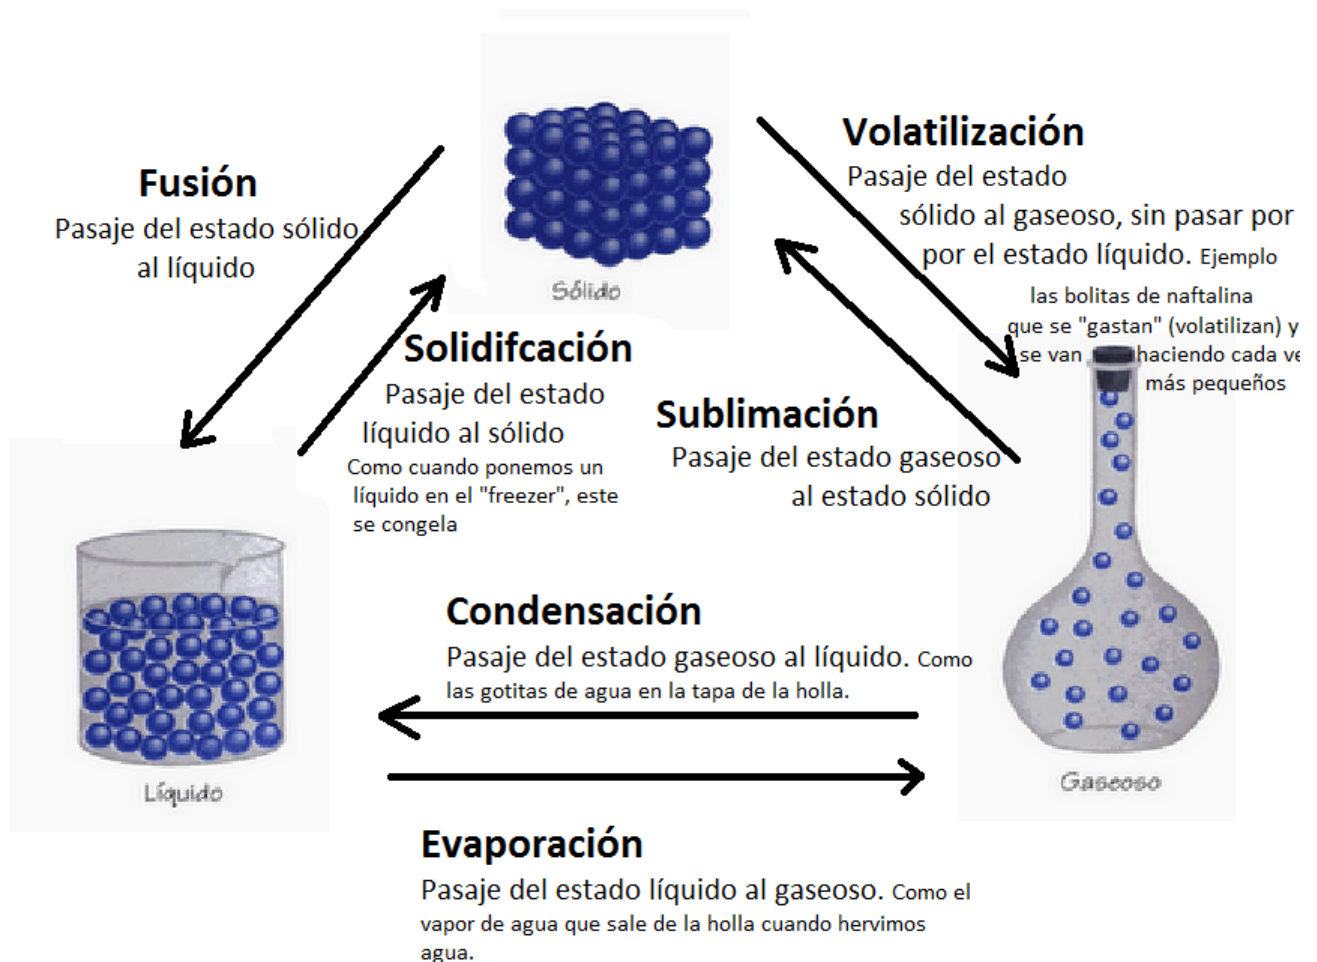 Fusión
Pasaje del estado sólido
al líquido
Sólido
Volatilización
Pasaje del estado
sólido al gaseoso, sin pasar por
por el estado líquido. Ejemplo
las bolitas de naftalina
que se "gastan" (volatilizan) y
se van haciendo cada ve
más pequeños
Solidifcación
Pasaje del estado
líquido al sólido
Como cuando ponemos un
líquido en el "freezer", este
se congela
Sublimación
Pasaje del estado gaseoso
al estado sólido
Condensación
Pasaje del estado gaseoso al líquido. Como
las gotitas de agua en la tapa de la holla.
Líquido
Gaseoso
Evaporación
Pasaje del estado líquido al gaseoso. Como el
vapor de agua que sale de la holla cuando hervimos
agua.